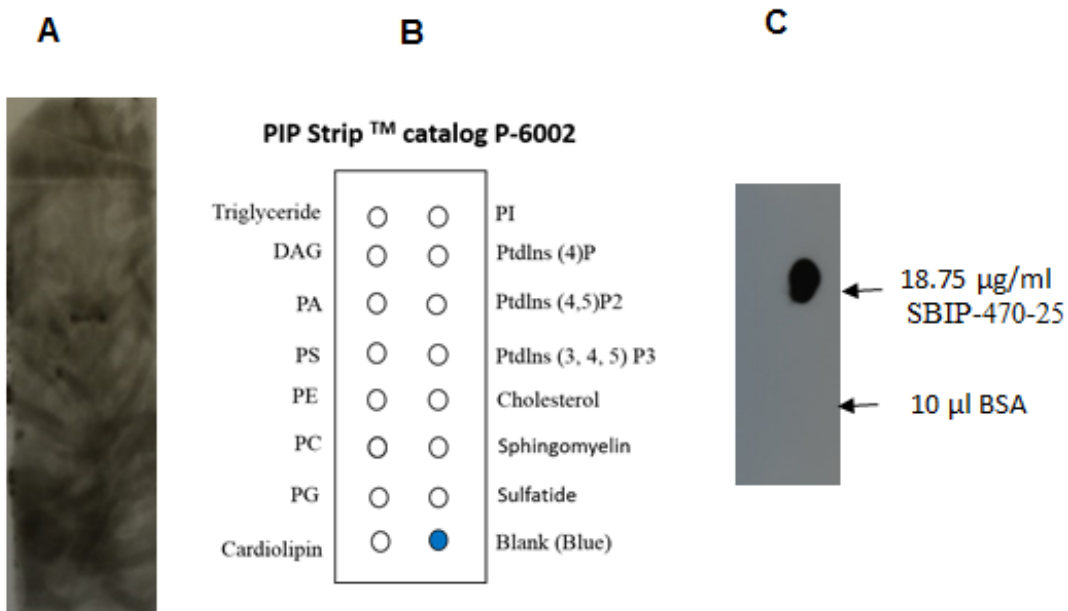 A
B
C
PIP Strip ™ catalog P-6002
Triglyceride
PI
DAG
Ptdlns (4)P
PA
Ptdlns (4,5)P2
PS
Ptdlns (3, 4, 5) P3
PE
Cholesterol
PC
Sphingomyelin
PG
Sulfatide
Cardiolipin
Blank (Blue)
18.75 µg/ml
SBIP-470-25
10 µl BSA